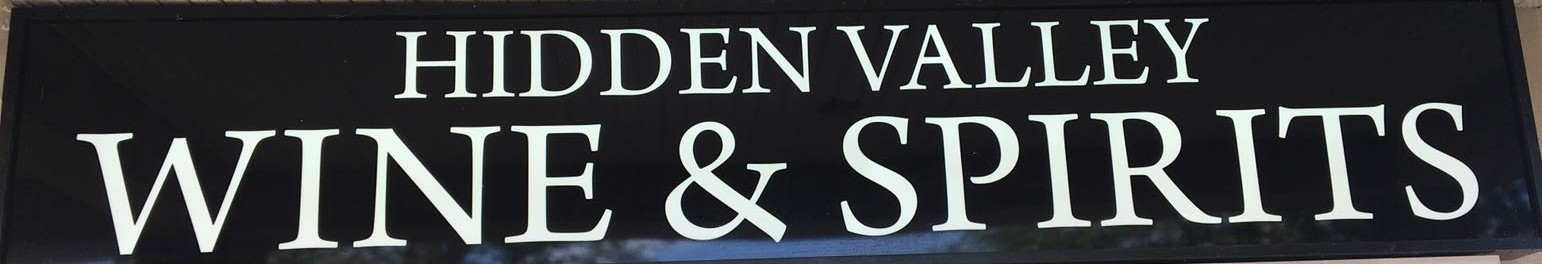 HIDDEN VALLEY
WINE & SPIRITS